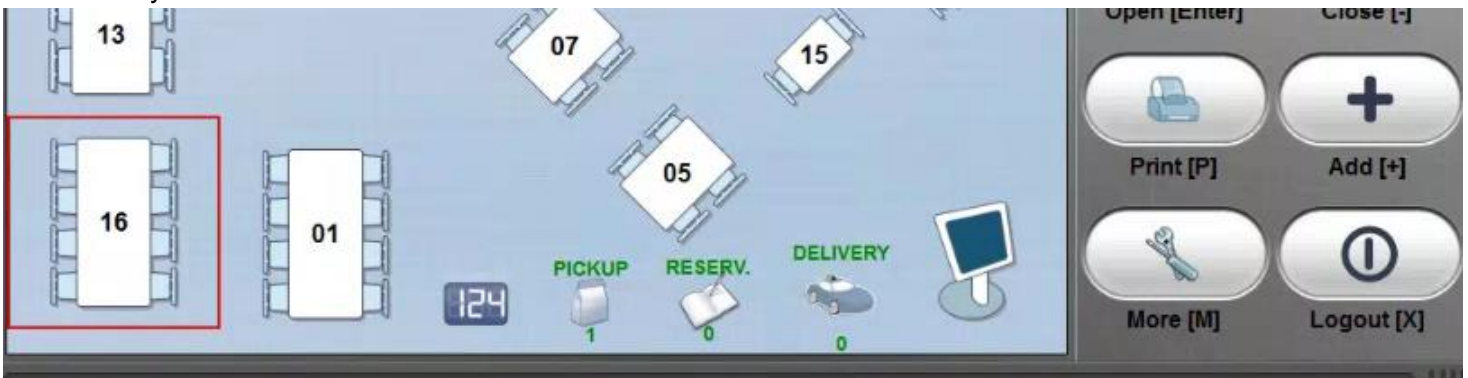 Open [Enter]
Close [-]
13
07
15
Print [P]
Add [+]
05
16
01
PICKUP
RESERV.
DELIVERY
124
1
0
0
More [M]
Logout [X]